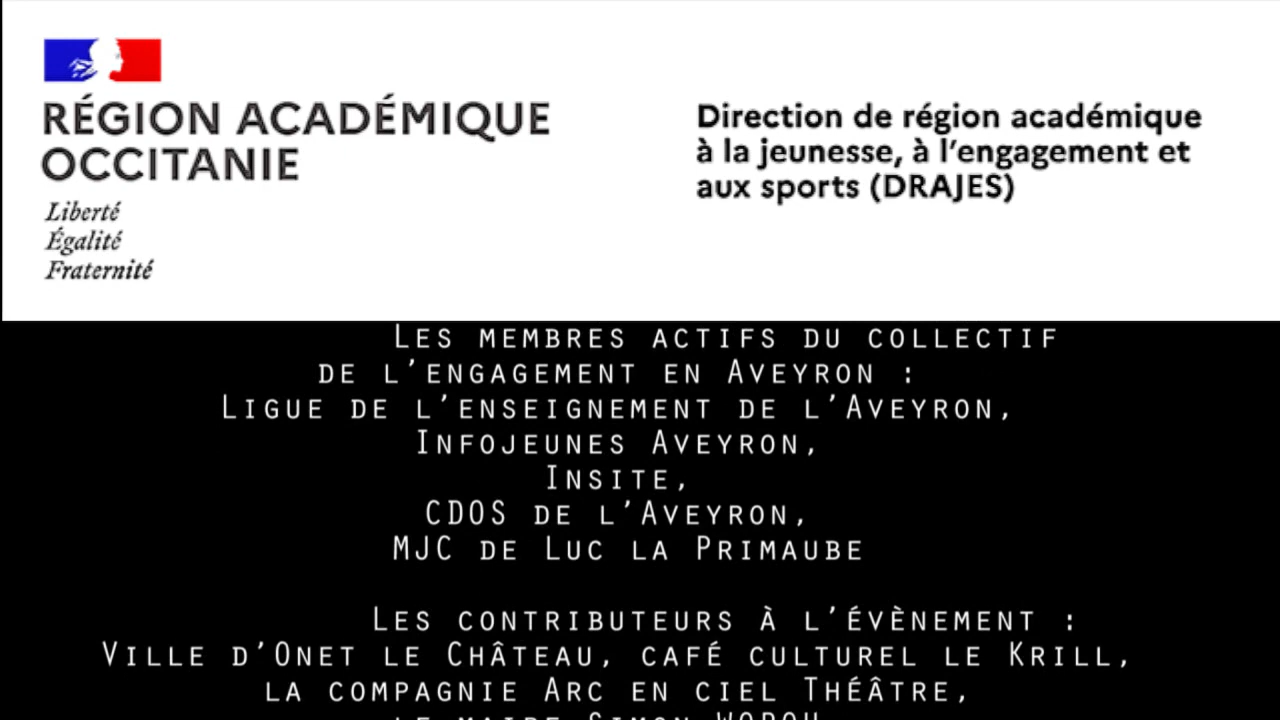 RÉGION ACADÉMIQUE
OCCITANIE
Liberté
Égalité
Fraternité
Direction de région académique
à la jeunesse, à l'engagement et
aux sports (DRAJES)
Les membres actifs du collectif
de l'engagement en Aveyron :
Ligue de l'enseignement de l'Aveyron,
Infojeunes Aveyron,
Insite,
CDOS de l'Aveyron,
MJC de Luc la Primaube
Les contributeurs à l'évènement :
Ville d'Onet le Château, café culturel le Krill,
la compagnie Arc en ciel Théâtre,
le maire Simon